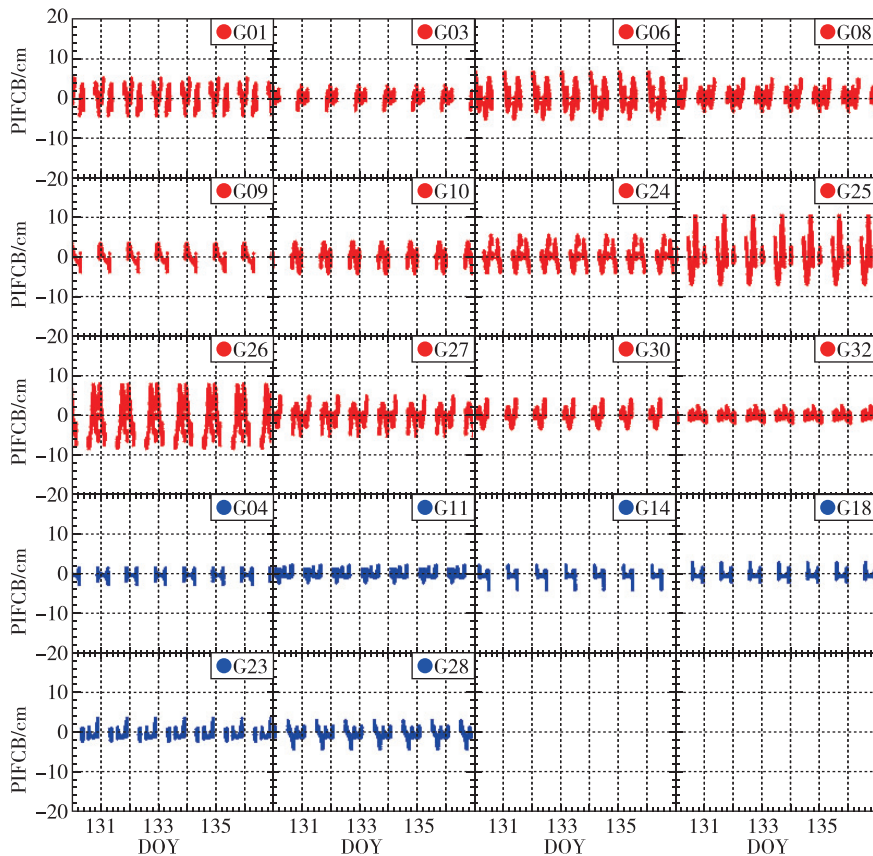 G01 G03 G06 G08
20
10
0
−10
−20
PIFCB/cm
G09 G10 G24 G25
10
0
−10
20
PIFCB/cm
G26 G27 G30 G32
10
0
−10
20
PIFCB/cm
G04 G11 G14 G18
10
0
−10
−20
PIFCB/cm
G23 G28
10
0
−10
20
PIFCB/cm
131 133 135 131 133 135 131 133 135 131 133 135
DOY DOY DOY DOY